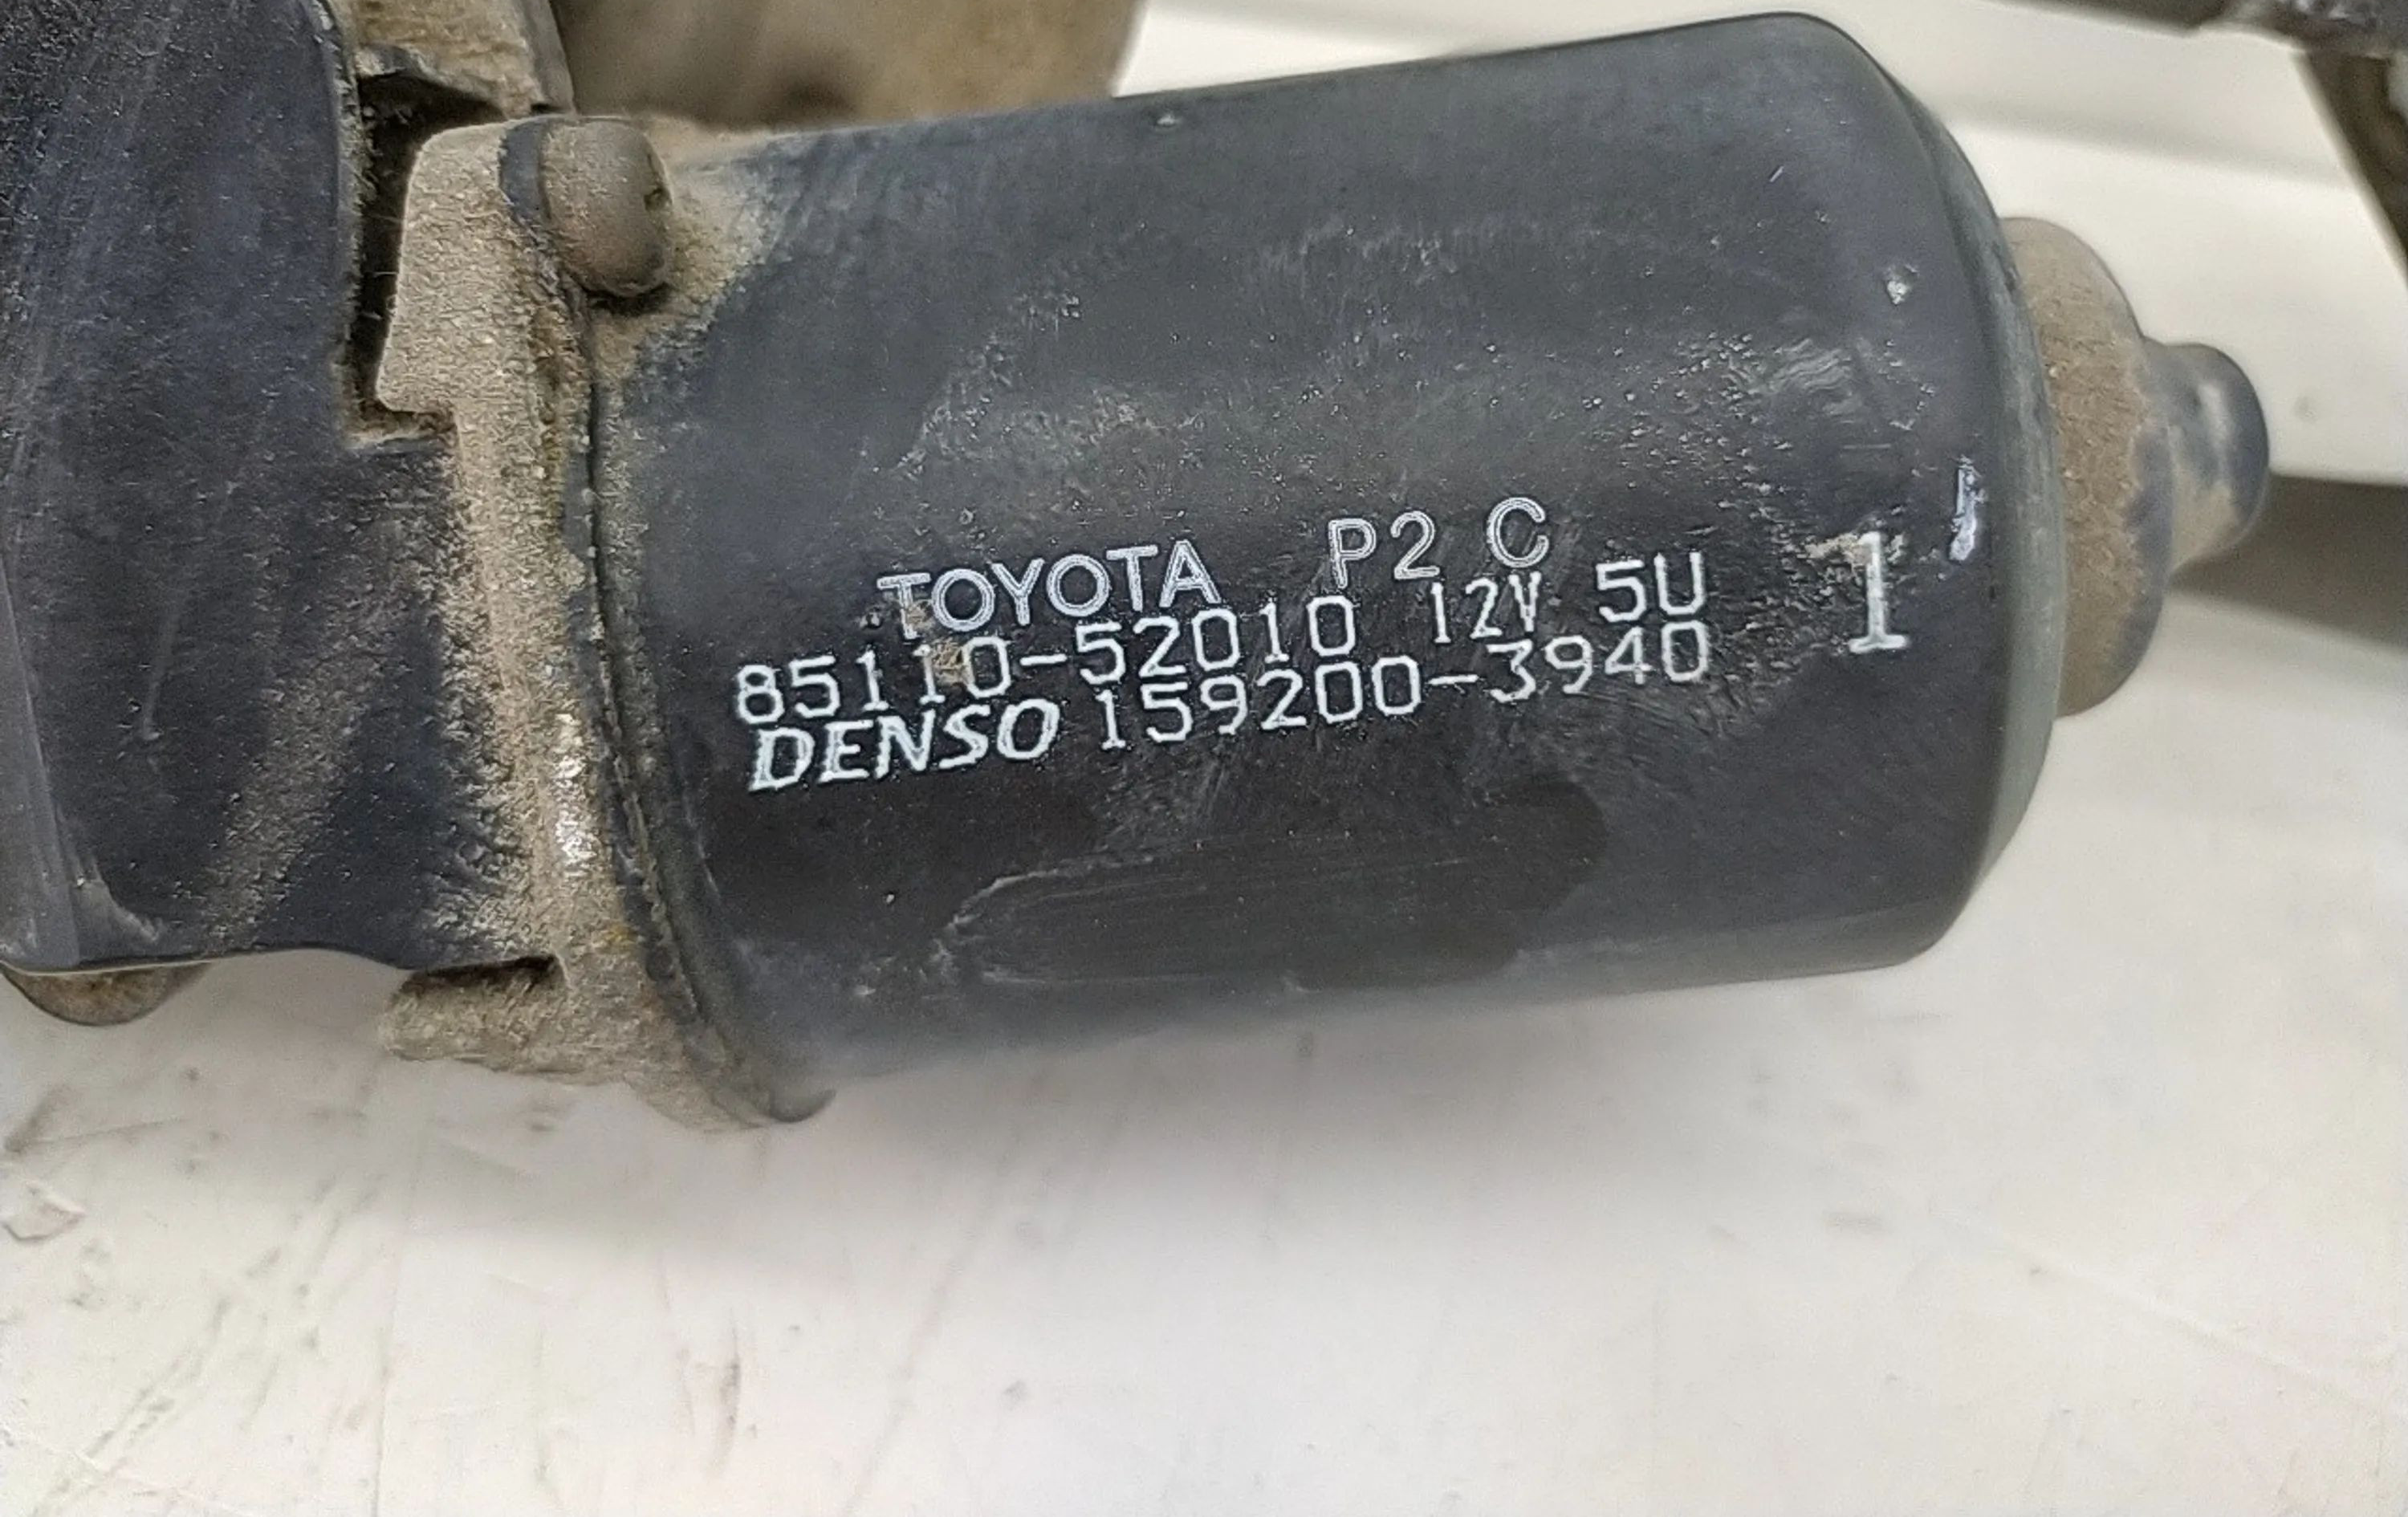 TOYOTA P2 C
85110-52010 12V 5U 1
DENSO 159200-3940